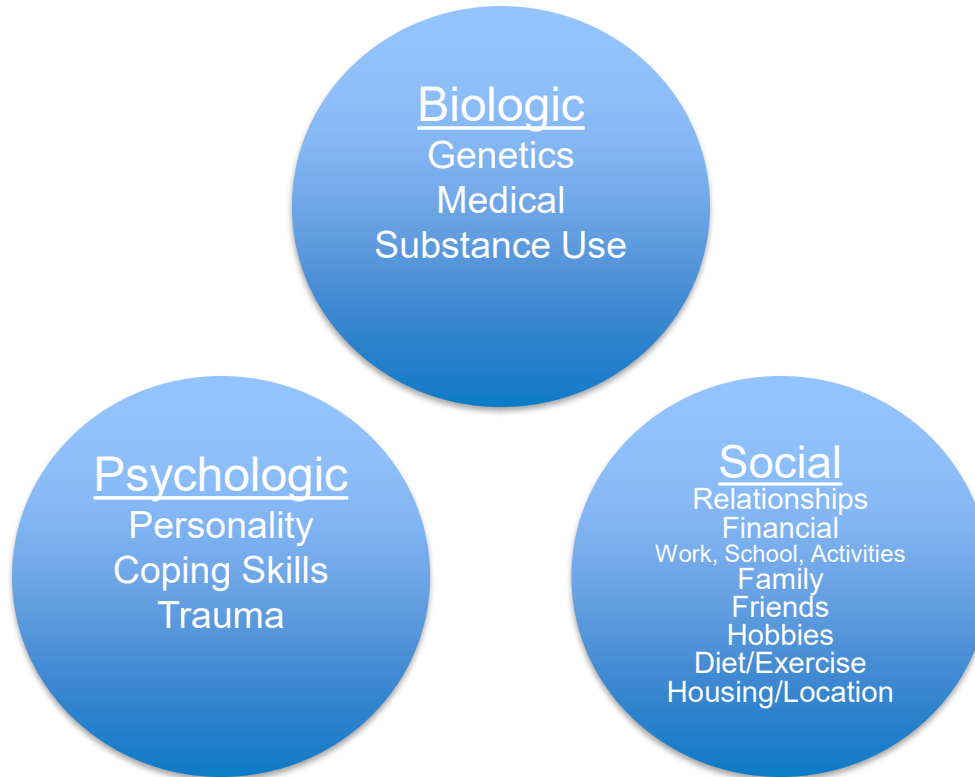 Biologic
Genetics
Medical
Substance Use
Psychologic
Personality
Coping Skills
Trauma
Social
Relationships
Financial
Work, School, Activities
Family
Friends
Hobbies
Diet/Exercise
Housing/Location